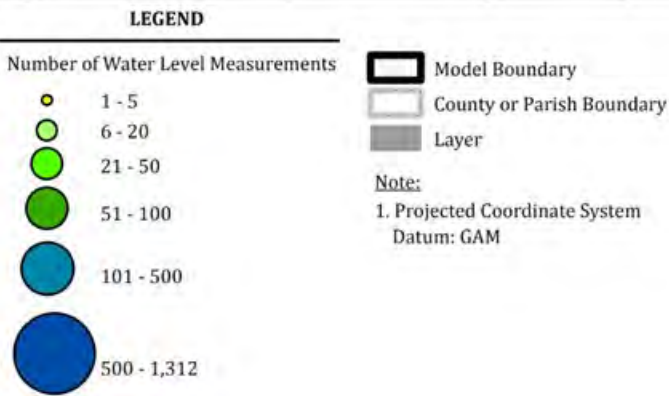 LEGEND
Number of Water Level Measurements
1 - 5
6 - 20
21 - 50
51 - 100
101 - 500
500 - 1,312
Model Boundary
County or Parish Boundary
Layer
Note:
1. Projected Coordinate System
Datum: GAM